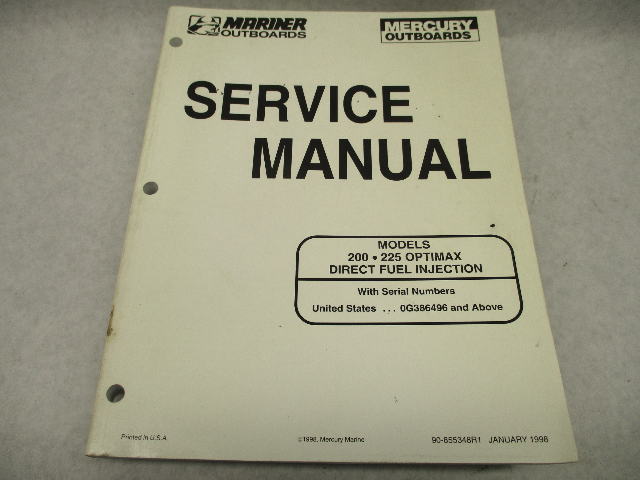 MARINER
OUTBOARDS
MERCURY
OUTBOARDS
SERVICE
MANUAL
MODELS
200 • 225 OPTIMAX
DIRECT FUEL INJECTION
With Serial Numbers
United States ... 0G386496 and Above
Printed in U.S.A.
©1998, Mercury Marine
90-855348R1 JANUARY 1998